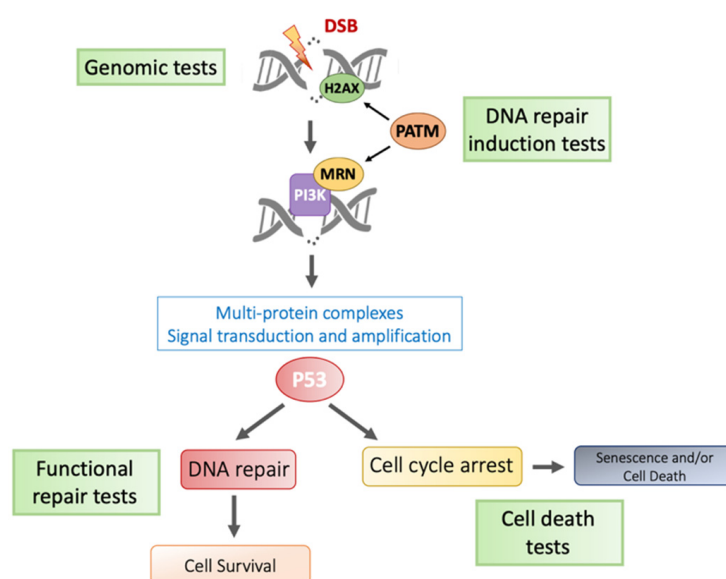 DSB
Genomic tests
H2AX
PATM
DNA repair
induction tests
MRN
PI3K
Multi-protein complexes
Signal transduction and amplification
P53
Functional
repair tests
DNA repair
Cell cycle arrest
Senescence and/or
Cell Death
Cell death
tests
Cell Survival